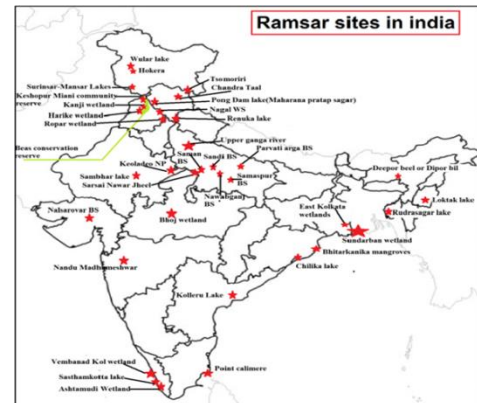 Ramsar sites in india
Wular lake
Hokera
Tsomoriri
Surinsar-Mansar Lakes
Chandra Taal
Keshopur Miani community
reserve
Pong Dam lake(Maharana pratap sagar)
Kanji wetland
Nagal WS
Harike wetland
Renuka lake
Ropar wetland
Upper ganga river
Beas conservation
reserve
Saman
BS
Sandi BS
Parvati arga BS
Keoladro NP
Sambhar lake
Samaspur
BS
Sarsai Nawar Jheel
Nawabganj
BS
Deeper beel or Dipor bil
Loktak lake
East Kolkata
wetlands
Rudrasagar lake
Nalsarovar BS
Bhoj wetland
Sundarban wetland
Bhitarkanika mangroves
Nandu Madhmeshwar
Chilika lake
Kolleru Lake
Vembanad Kol wetland
Sasthamkotta lake
Point calimere
Ashtamudi Wetland